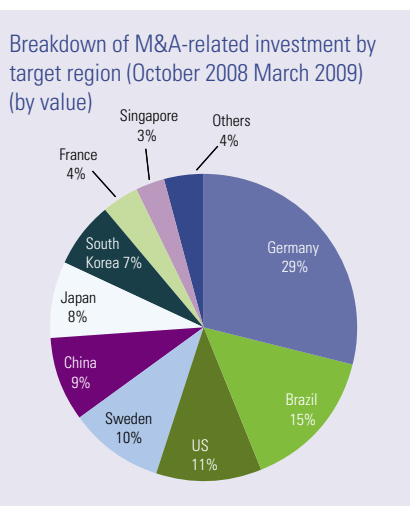 Breakdown of M&A-related investment by
target region (October 2008 March 2009)
(by value)
Singapore
3%
Others
4%
France
4%
Germany
29%
South
Korea 7%
Japan
8%
China
9%
Brazil
15%
Sweden
10%
US
11%